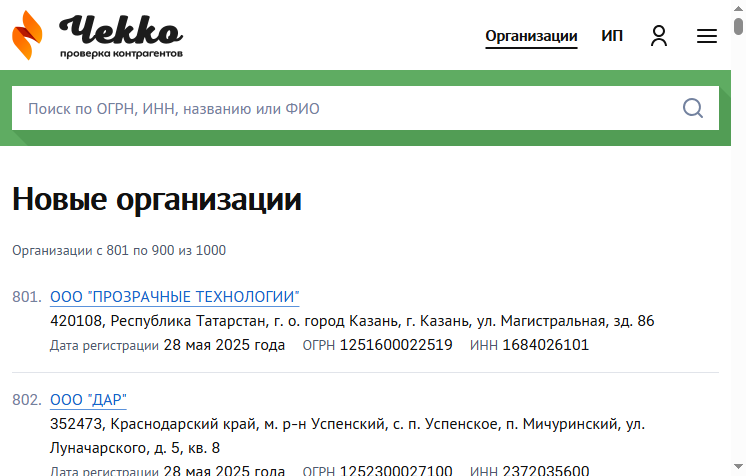 Чекко
проверка контрагентов
Организации ИП
Поиск по ОГРН, ИНН, названию или ФИО
Новые организации
Организации с 801 по 900 из 1000
801. ООО "ПРОЗРАЧНЫЕ ТЕХНОЛОГИИ"
420108, Республика Татарстан, г. о. город Казань, г. Казань, ул. Магистральная, зд. 86
Дата регистрации 28 мая 2025 года ОГРН 1251600022519 ИНН 1684026101
802. ООО "ДАР"
352473, Краснодарский край, м. р-н Успенский, с. п. Успенское, п. Мичуринский, ул.
Луначарского, д. 5, кв. 8
Дата регистрации 28 мая 2025 года ОГРН 1252300027100 ИНН 2372035600